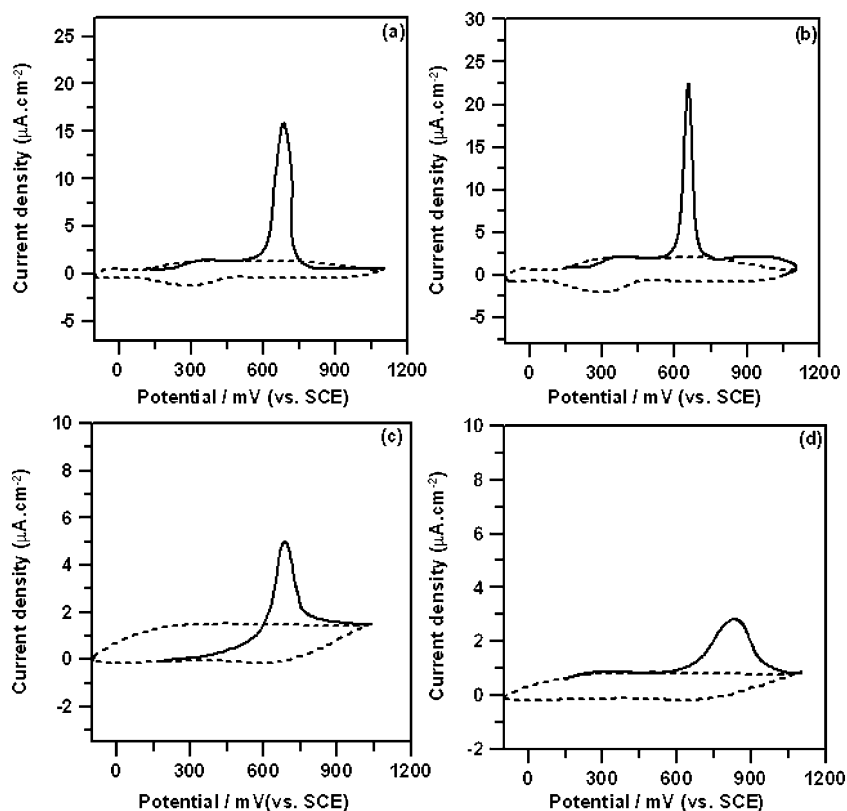 (a)
25
20
15
10
5
0
-5
Current density (μA.cm-2)
0 300 600 900 1200
Potential / mV (vs. SCE)
(b)
30
25
20
15
10
5
0
-5
Current density (μA.cm-2)
0 300 600 900 1200
Potential / mV (vs. SCE)
(c)
10
8
6
4
2
0
-2
Current density (μA.cm-2)
0 300 600 900 1200
Potential / mV(vs. SCE)
(d)
10
8
6
4
2
0
-2
Current density (μA.cm-2)
0 300 600 900 1200
Potential / mV (vs. SCE)